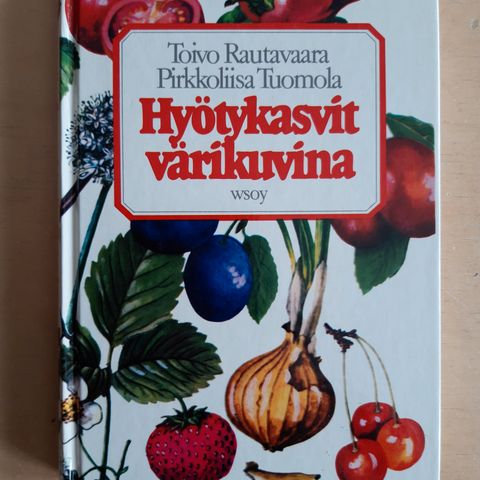 Toivo Rautavaara
Pirkkoliisa Tuomola
Hyötykasvit
värikuvina
wsoy